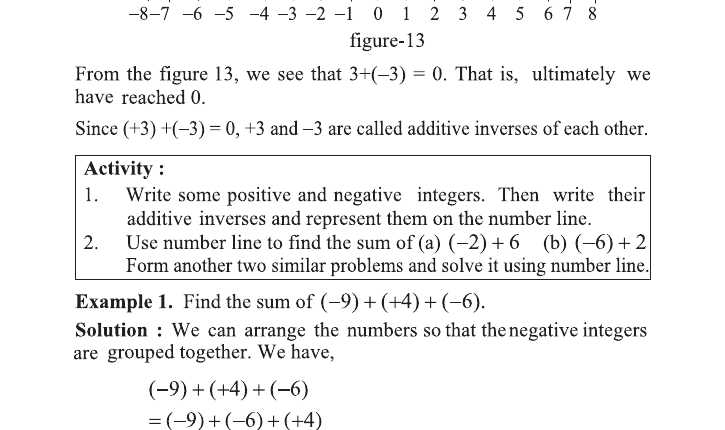 –8–7 –6 –5 –4 –3 –2 –1 0 1 2 3 4 5 6 7 8
figure-13
From the figure 13, we see that 3+(–3) = 0. That is, ultimately we
have reached 0.
Since (+3) +(–3) = 0, +3 and –3 are called additive inverses of each other.
Activity :
1. Write some positive and negative integers. Then write their
additive inverses and represent them on the number line.
2. Use number line to find the sum of (a) (−2) + 6 (b) (−6) + 2
Form another two similar problems and solve it using number line.
Example 1. Find the sum of (−9) + (+4) + (−6).
Solution : We can arrange the numbers so that the negative integers
are grouped together. We have,
(−9) + (+4) + (−6)
= (−9) + (−6) + (+4)